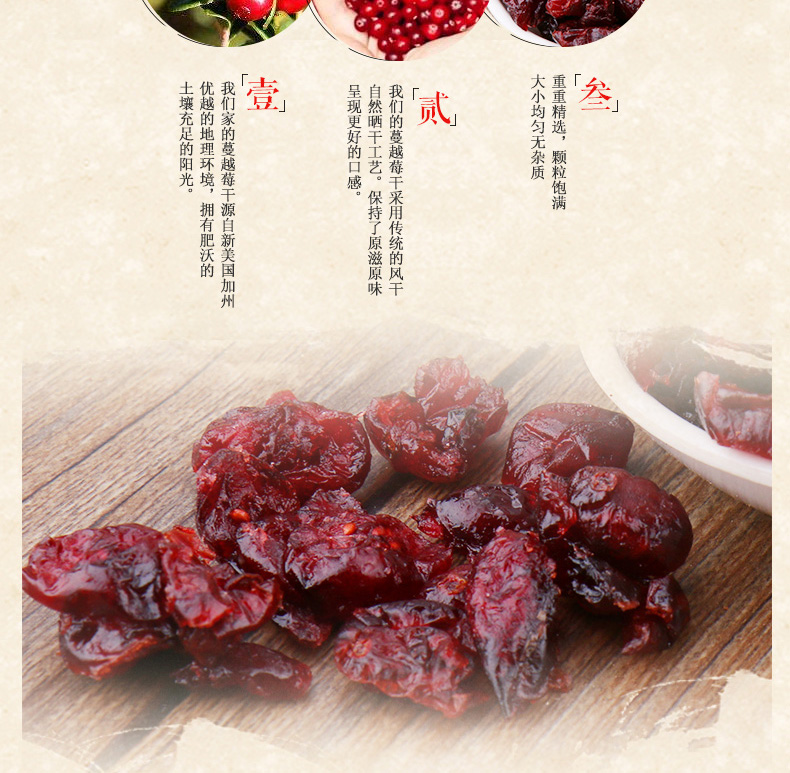 壹
我们家的蔓越莓干源自新美国加州
优越的地理环境，拥有肥沃的
土壤充足的阳光。
贰
我们的蔓越莓干采用传统的风干
自然晒干工艺。保持了原滋原味
呈现更好的口感。
叁
重重精选，颗粒饱满
大小均匀无杂质